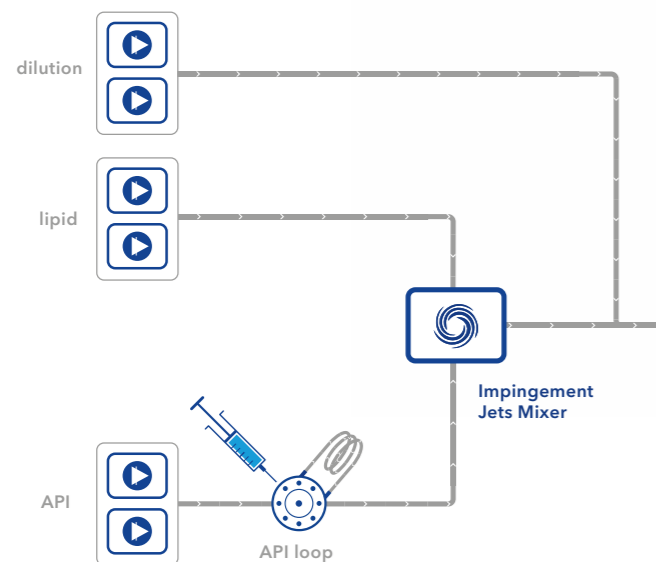 dilution
lipid
Impingement
Jets Mixer
API
API loop